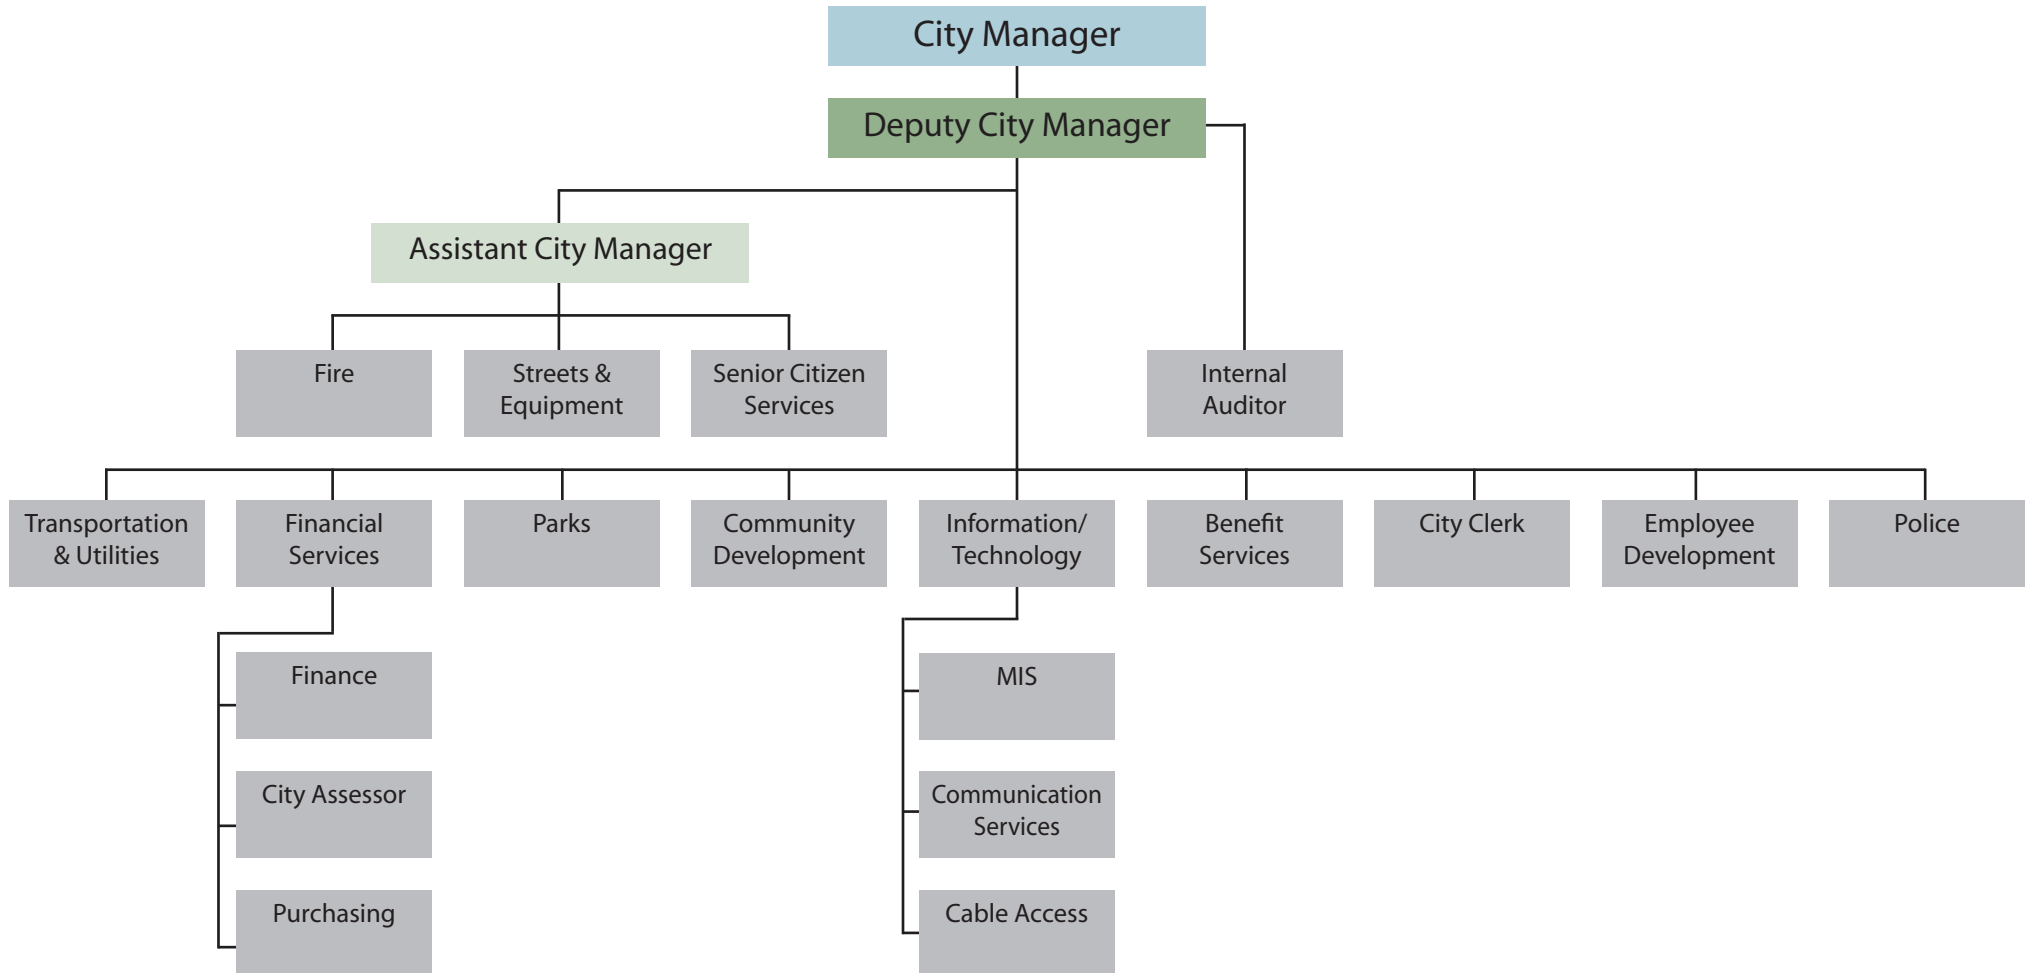 City Manager
Deputy City Manager
Assistant City Manager
Fire
Streets &
Equipment
Senior Citizen
Services
Internal
Auditor
Transportation
& Utilities
Financial
Services
Parks
Community
Development
Information/
Technology
Benefit
Services
City Clerk
Employee
Development
Police
Finance
City Assessor
Purchasing
MIS
Communication
Services
Cable Access